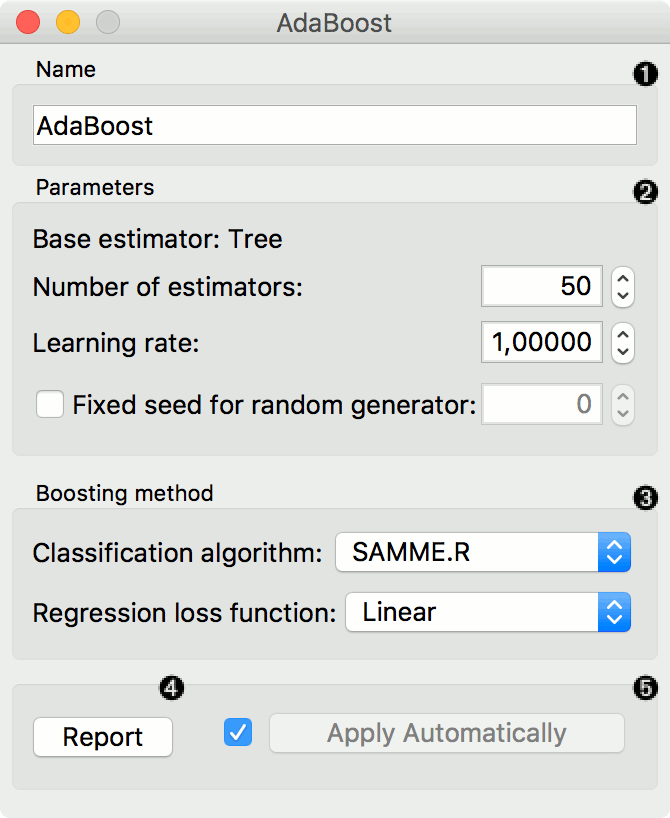 AdaBoost
Name
❶
AdaBoost
Parameters
❷
Base estimator: Tree
Number of estimators: 50
Learning rate: 1,00000
Fixed seed for random generator: 0
Boosting method
❸
Classification algorithm: SAMME.R
Regression loss function: Linear
❹ ❺
Report Apply Automatically